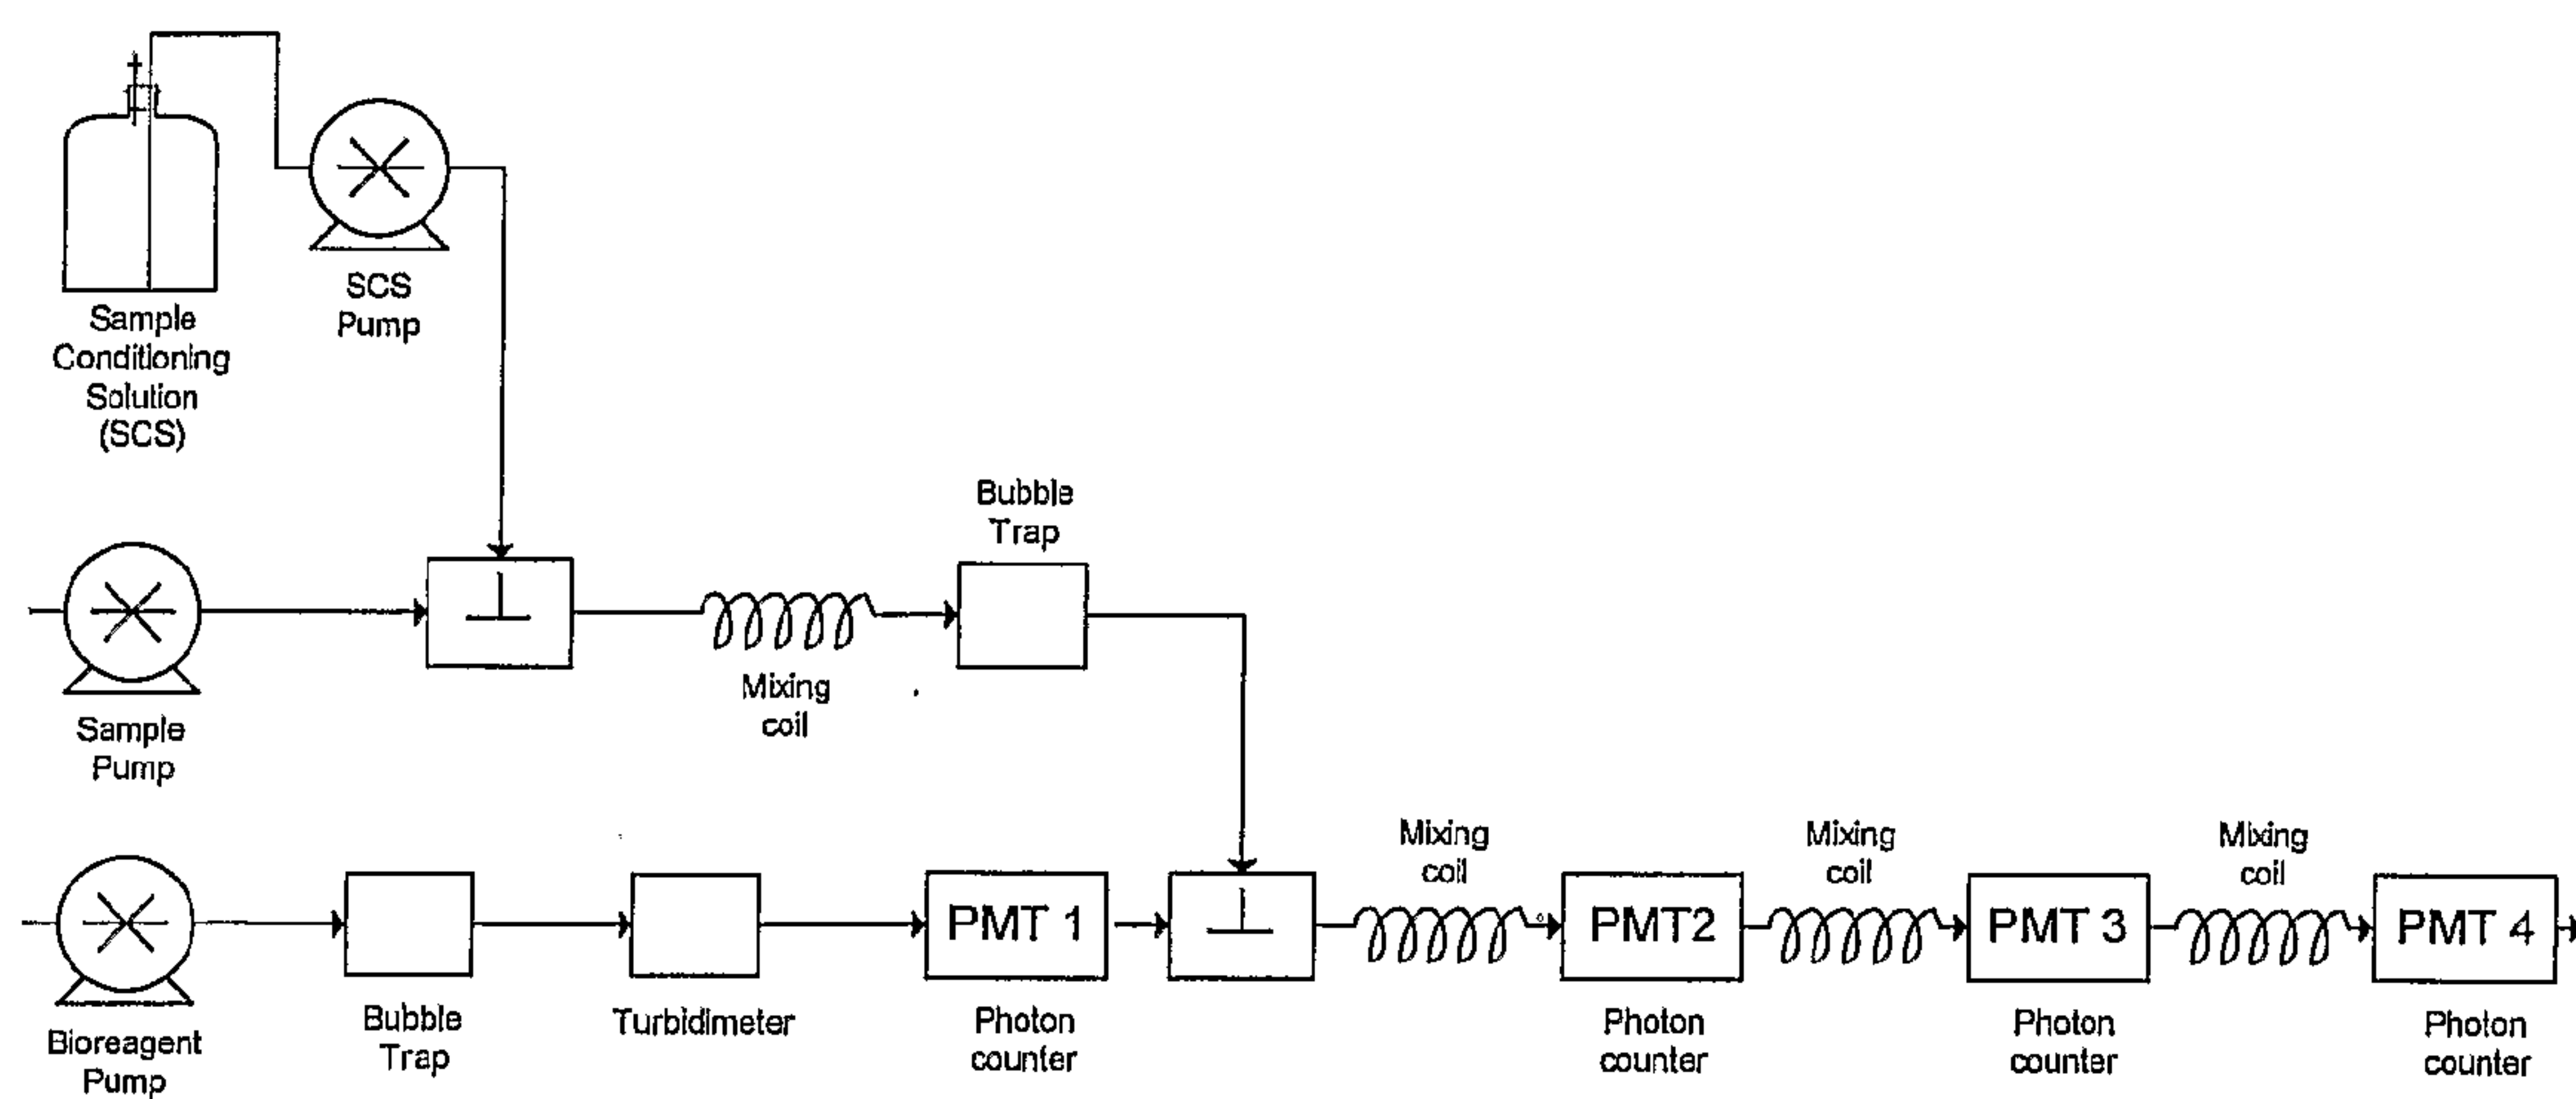 Sample
Conditioning
Solution
(SCS)
SCS
Pump
Bubble
Trap
Mixing
coil
Sample
Pump
Mixing
coil
Mixing
coil
Mixing
coil
PMT 1
PMT2
PMT 3
PMT 4
Bioreagent
Pump
Bubble
Trap
Turbidimeter
Photon
counter
Photon
counter
Photon
counter
Photon
counter